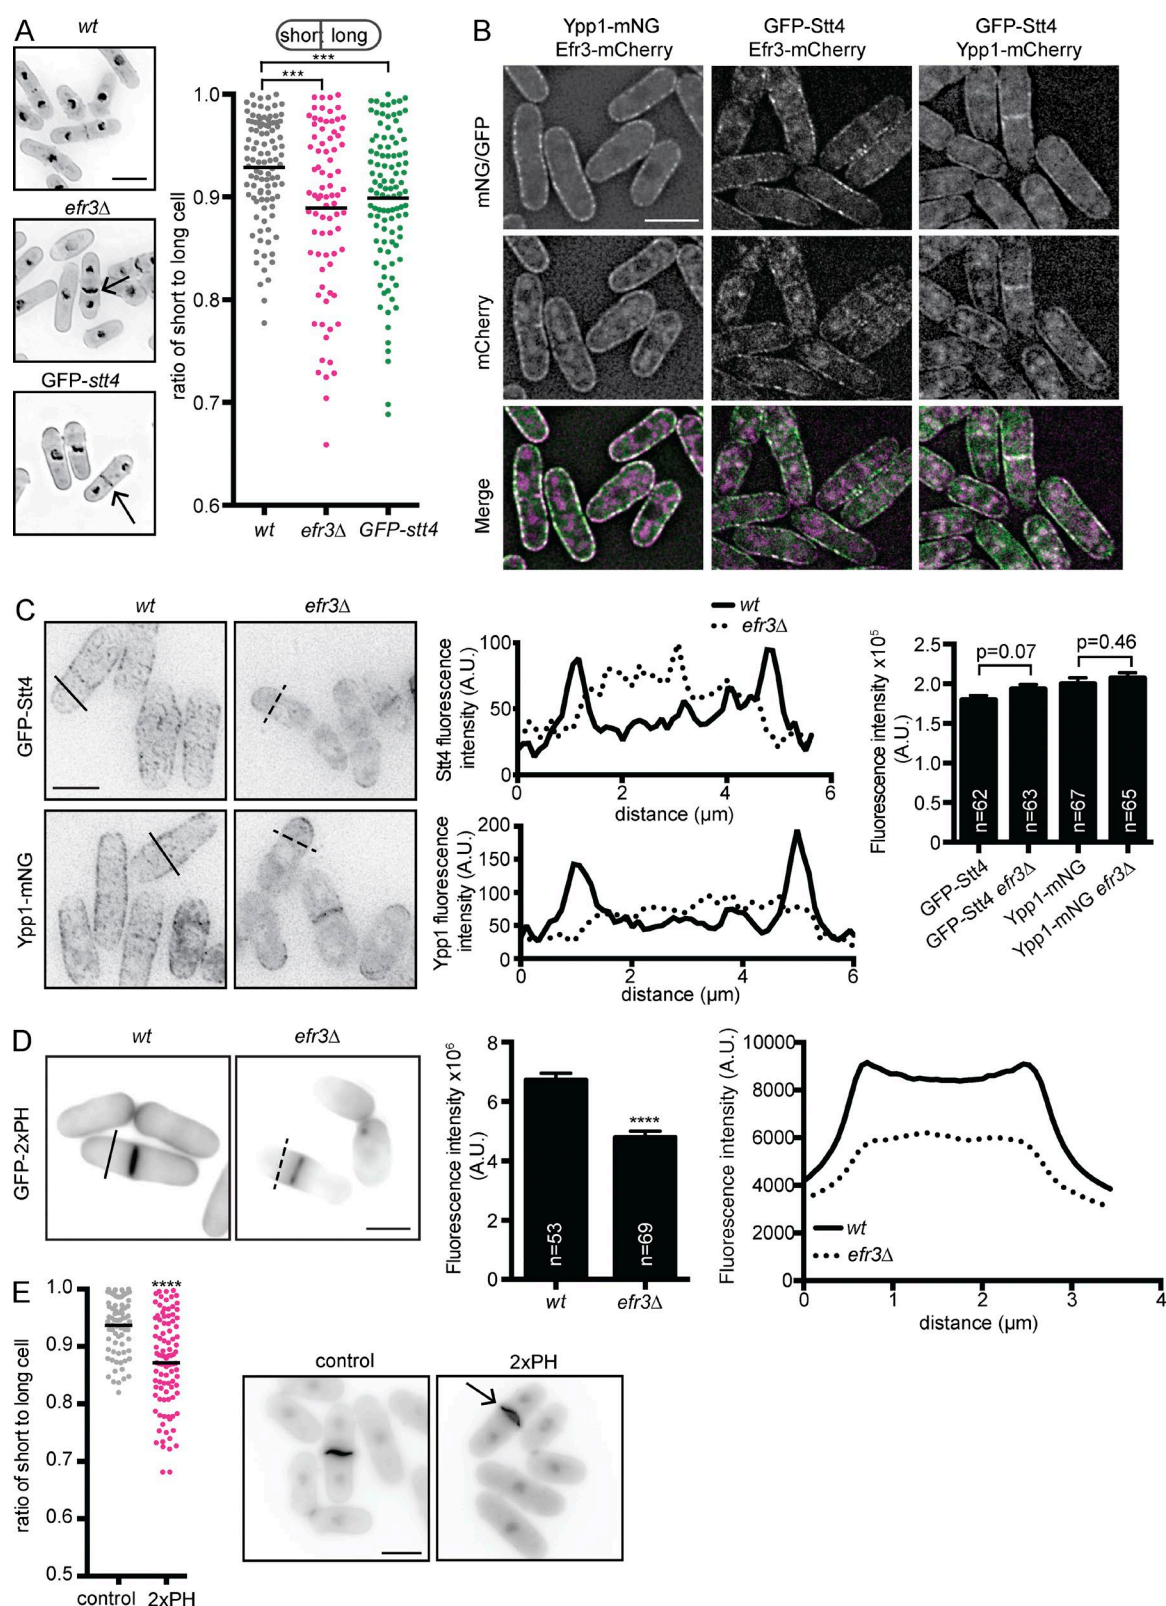 A
wt
efr3Δ
GFP-stt4
short long
***
***
1.0
0.9
0.8
0.7
0.6
ratio of short to long cell
wt efr3Δ GFP-stt4
B
Ypp1-mNG
Efr3-mCherry
GFP-Stt4
Efr3-mCherry
GFP-Stt4
Ypp1-mCherry
mNG/GFP
mCherry
Merge
C
wt
efr3Δ
GFP-Stt4
Ypp1-mNG
wt
efr3Δ
Stt4 fluorescence
intensity (A.U.)
100
50
0
0 2 4 6
distance (µm)
Ypp1 fluorescence
intensity (A.U.)
200
150
100
50
0
0 2 4 6
distance (µm)
Fluorescence intensity x10⁵
(A.U.)
2.5
2.0
1.5
1.0
0.5
0
p=0.07
p=0.46
n=62
n=63
n=67
n=65
GFP-Stt4
GFP-Stt4 efr3Δ
Ypp1-mNG
Ypp1-mNG efr3Δ
D
wt
efr3Δ
GFP-2xPH
Fluorescence intensity x10⁶
(A.U.)
8
6
4
2
0
****
n=53
n=69
wt efr3Δ
Fluorescence intensity (A.U.)
10000
8000
6000
4000
2000
0
wt
efr3Δ
0 1 2 3 4
distance (µm)
E
ratio of short to long cell
1.0
0.9
0.8
0.7
0.6
0.5
****
control 2xPH
control
2xPH